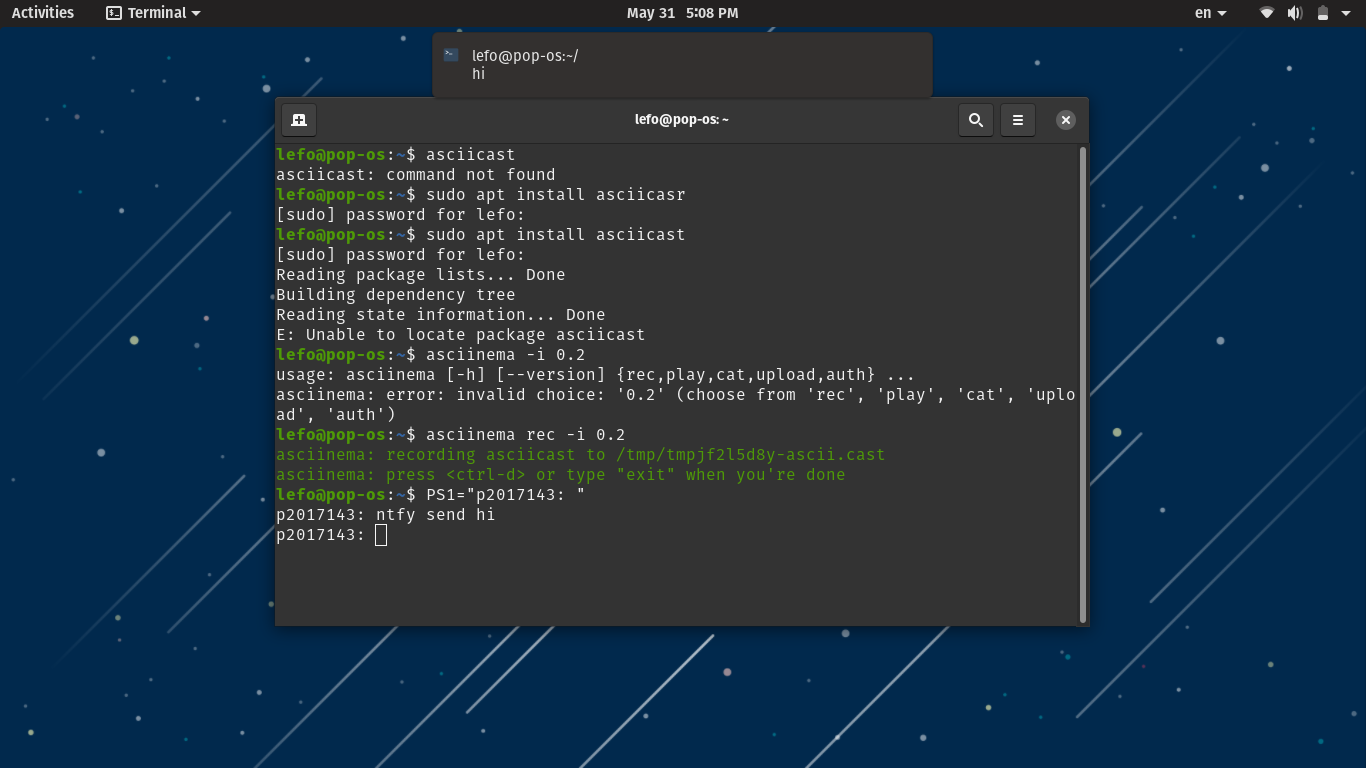 Activities Terminal May 31 5:08 PM en
lefo@pop-os:~/
hi
lefo@pop-os: ~
lefo@pop-os:~$ asciicast
asciicast: command not found
lefo@pop-os:~$ sudo apt install asciicasr
[sudo] password for lefo:
lefo@pop-os:~$ sudo apt install asciicast
[sudo] password for lefo:
Reading package lists... Done
Building dependency tree
Reading state information... Done
E: Unable to locate package asciicast
lefo@pop-os:~$ asciinema -i 0.2
usage: asciinema [-h] [--version] {rec,play,cat,upload,auth} ...
asciinema: error: invalid choice: '0.2' (choose from 'rec', 'play', 'cat', 'uplo
ad', 'auth')
lefo@pop-os:~$ asciinema rec -i 0.2
asciinema: recording asciicast to /tmp/tmpjf2l5d8y-ascii.cast
asciinema: press <ctrl-d> or type "exit" when you're done
lefo@pop-os:~$ PS1="p2017143: "
p2017143: ntfy send hi
p2017143: